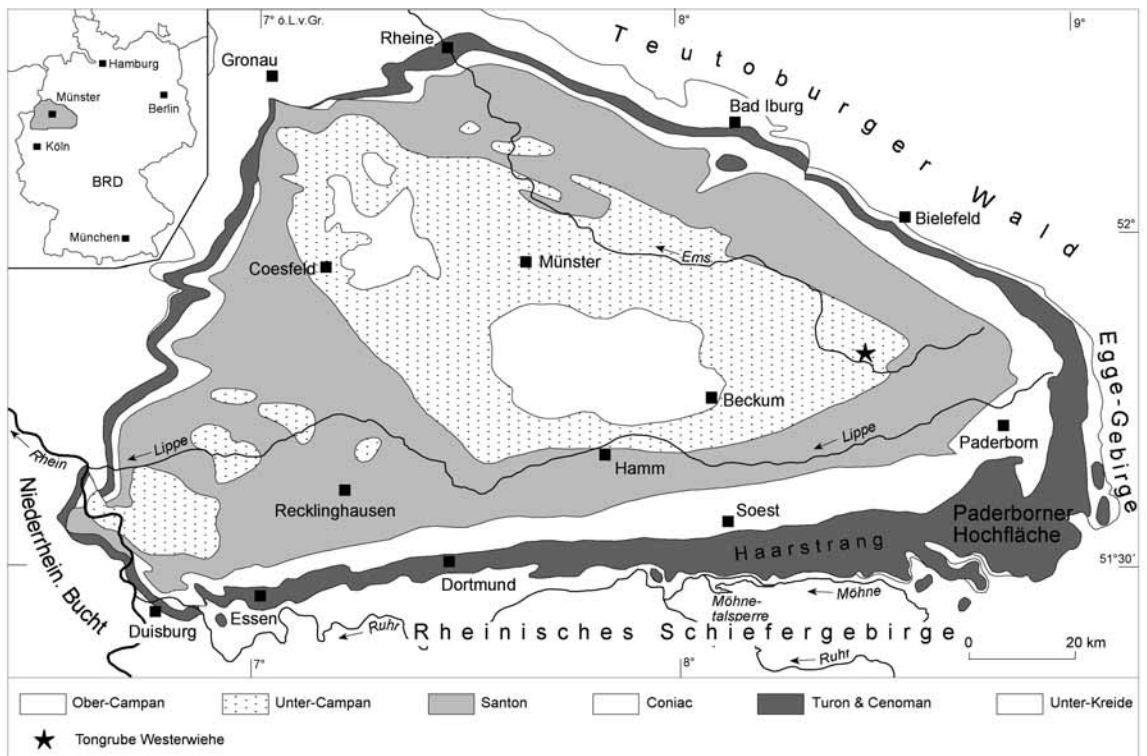 7° ö.L.v.Gr.
8°
9°
Hamburg
Münster
Berlin
Köln
BRD
München
Rheine
Gronau
Teutoburger Wald
Bad Iburg
Bielefeld
52°
Ems
Coesfeld
Münster
Egge-Gebirge
Beckum
Lippe
Lippe
Paderborn
Rhein
Hamm
Recklinghausen
Soest
Paderborner
Hochfläche
Niederrhein. Bucht
Haarstrang
51°30'
Dortmund
Essen
Duisburg
Möhne-
talsperre
Möhne
Ruhr
Rheinisches Schiefergebirge
Ruhr
7°
8°
20 km
0
Ober-Campan
Unter-Campan
Santon
Coniac
Turon & Cenoman
Unter-Kreide
Tongrube Westerwiehe